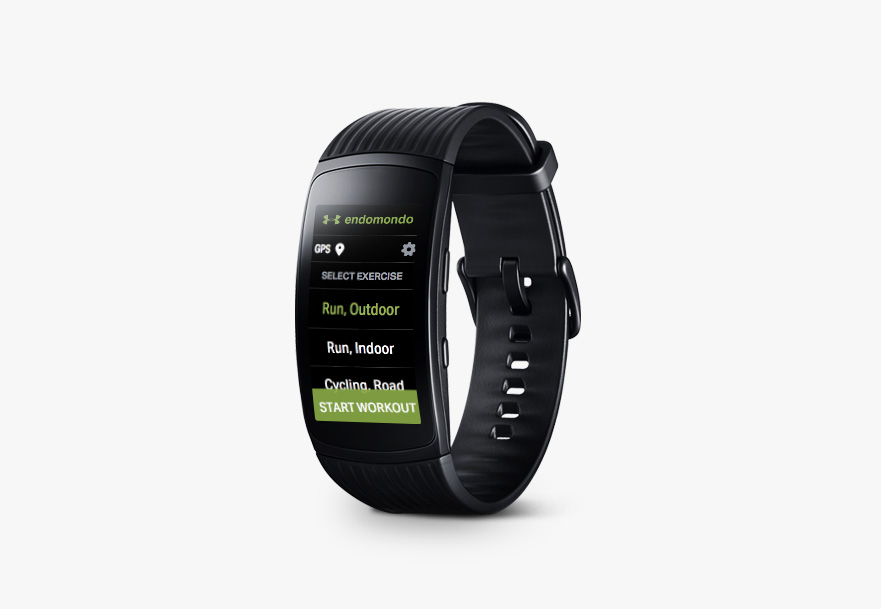 endomondo
GPS
SELECT EXERCISE
Run, Outdoor
Run, Indoor
Cycling, Road
START WORKOUT